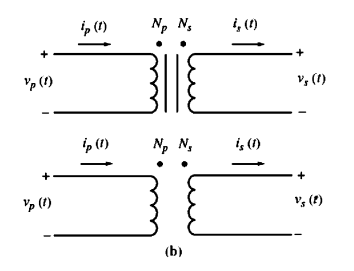 i_p (t) N_p N_s i_s (t)
+ +
v_p (t) v_s (t)
– –
i_p (t) N_p N_s i_s (t)
+ +
v_p (t) v_s (t)
– –
(b)